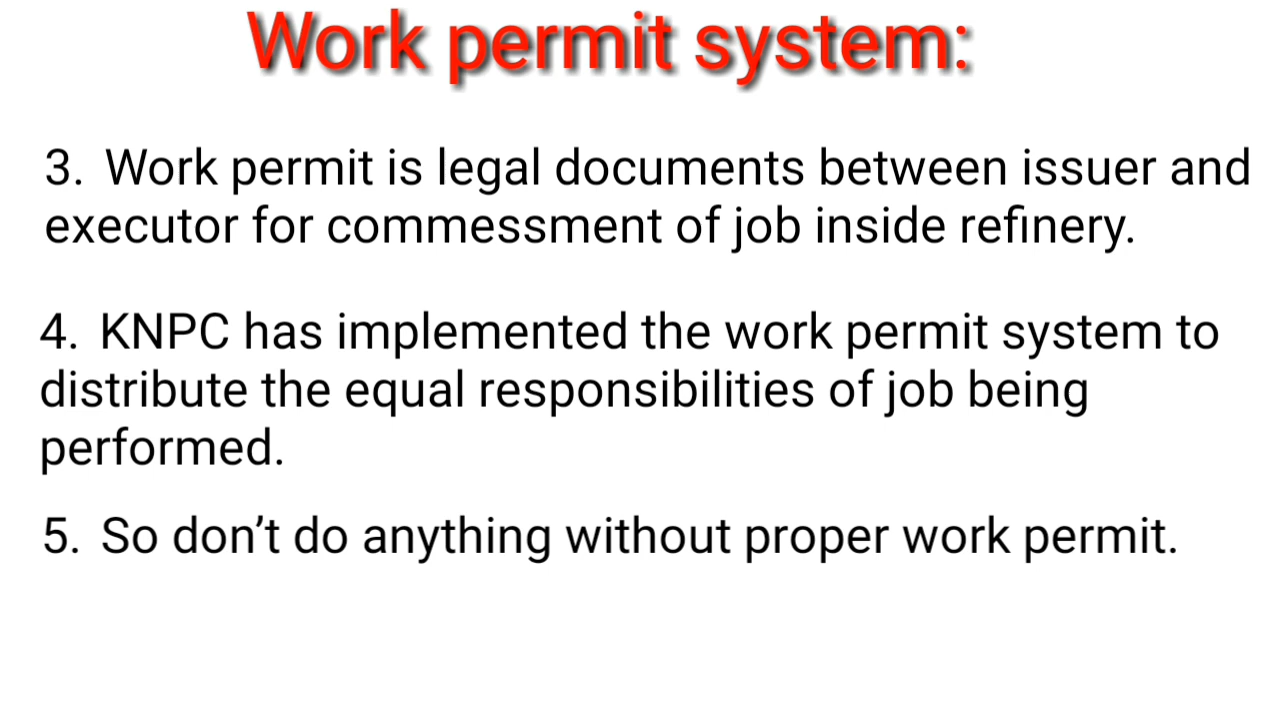 Work permit system:
3. Work permit is legal documents between issuer and
executor for commessment of job inside refinery.
4. KNPC has implemented the work permit system to
distribute the equal responsibilities of job being
performed.
5. So don’t do anything without proper work permit.